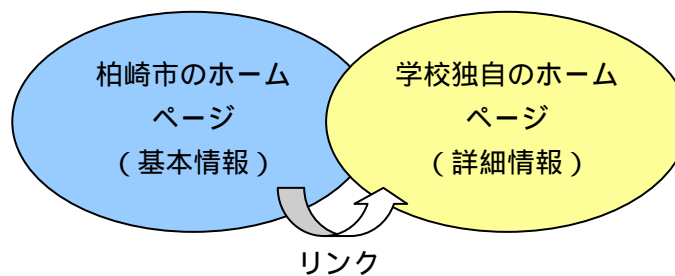 柏崎市のホーム
ページ
（基本情報）
学校独自のホーム
ページ
（詳細情報）
リンク